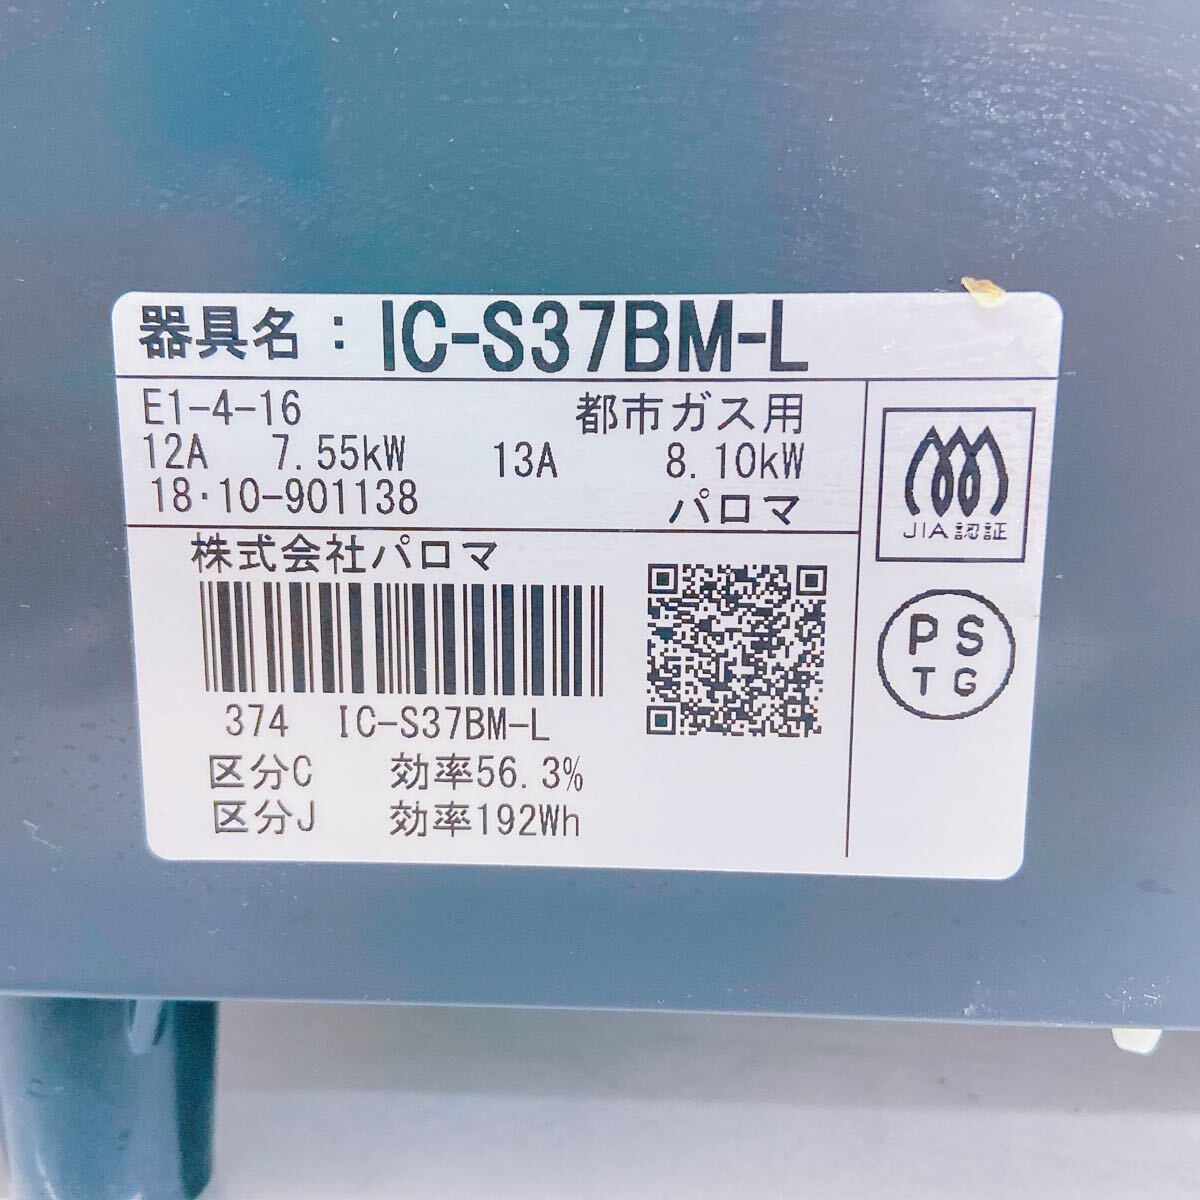 器具名：IC-S37BM-L
E1-4-16 都市ガス用
12A 7.55kW 13A 8.10kW
18・10-901138 パロマ
株式会社パロマ
374 IC-S37BM-L
区分C 効率56.3%
区分J 効率192Wh
JIA認証
PS
TG